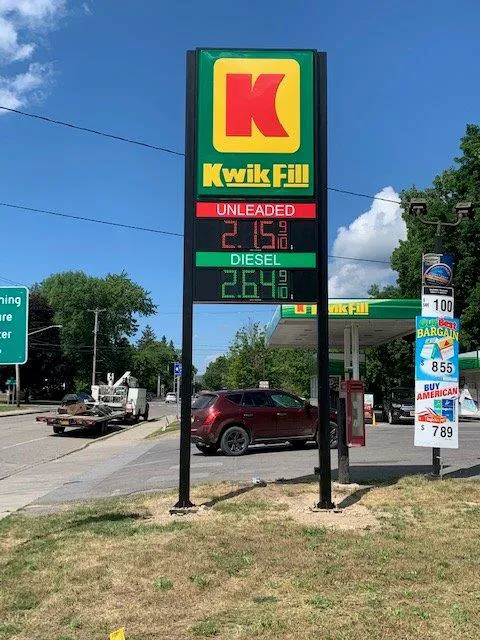 K
Kwik Fill
UNLEADED
2.15 9/10
DIESEL
2.64 9/10
Kwik Fill
100
BARGAIN
855
BUY
AMERICAN
$ 789